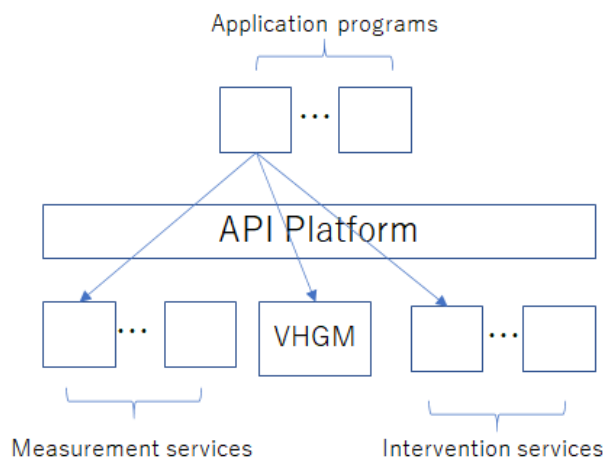 Application programs
...
API Platform
...
VHGM
...
Measurement services
Intervention services